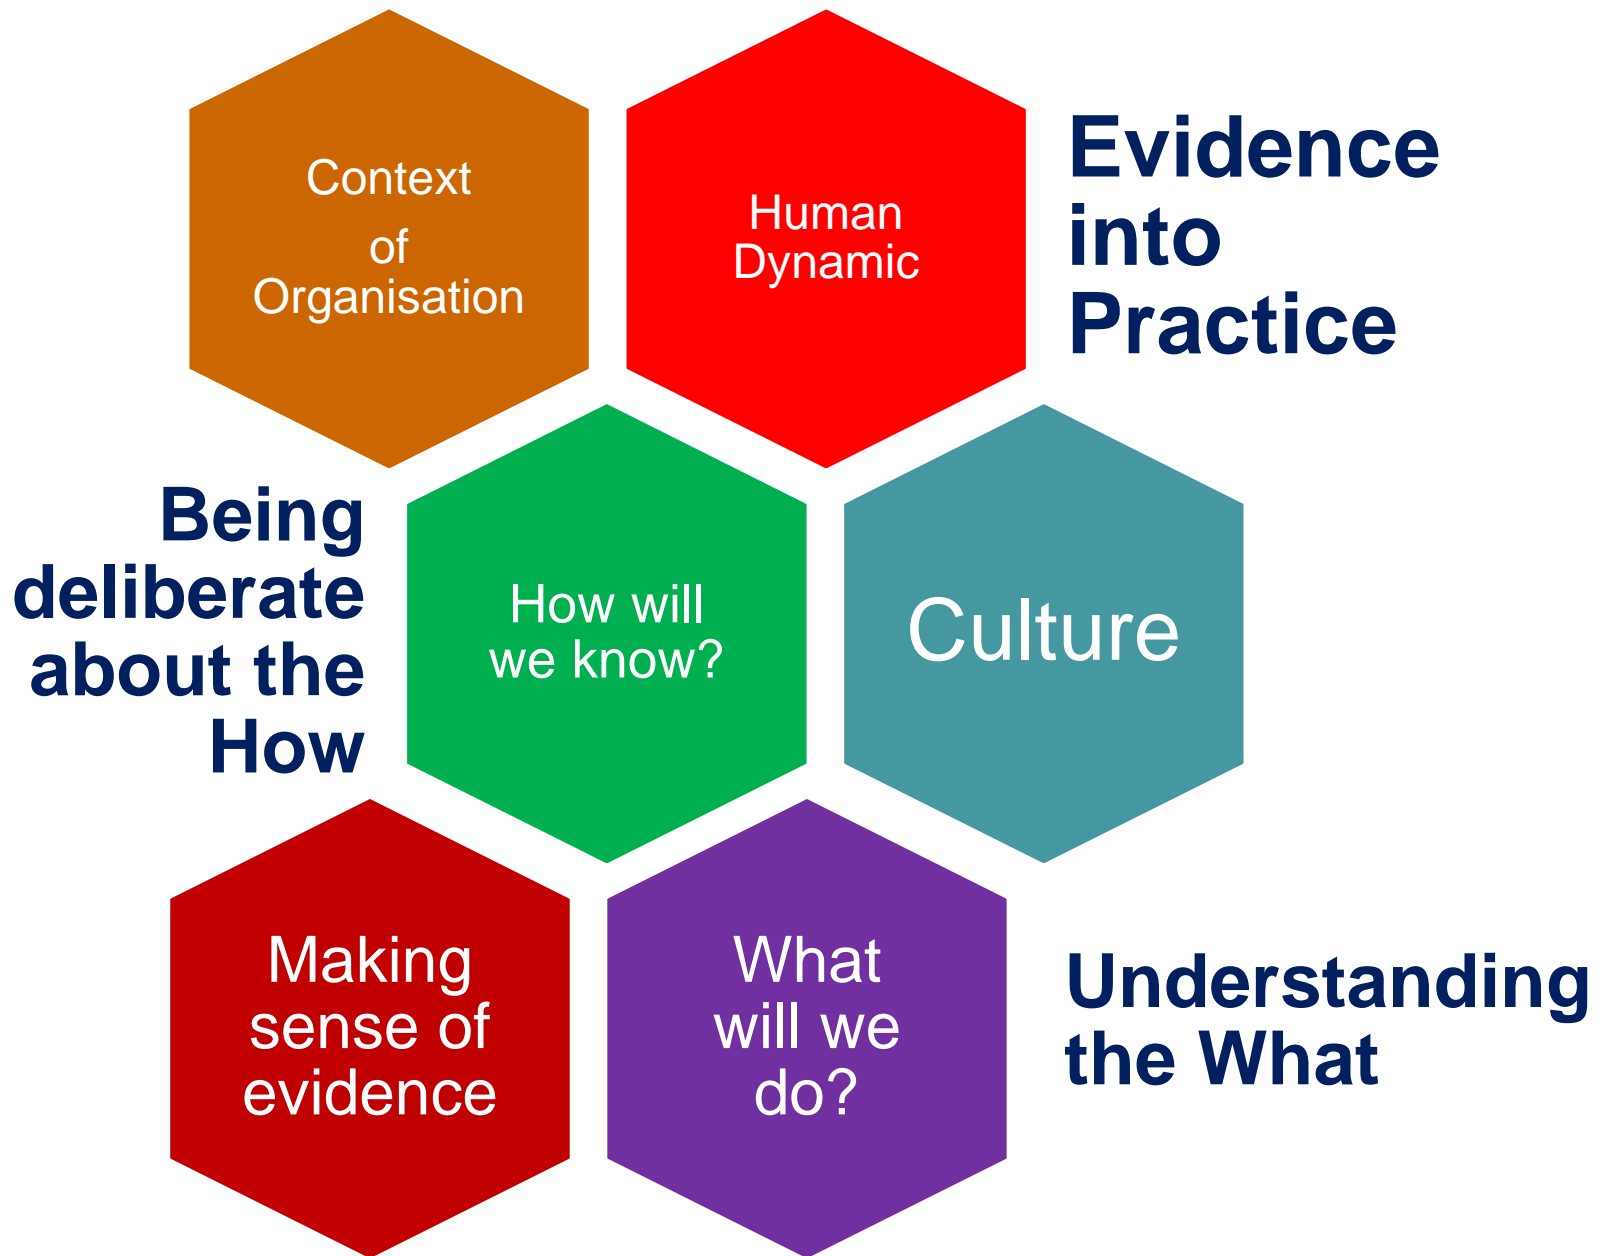 Context
of
Organisation
Human
Dynamic
Evidence
into
Practice
Being
deliberate
about the
How
How will
we know?
Culture
Making
sense of
evidence
What
will we
do?
Understanding
the What